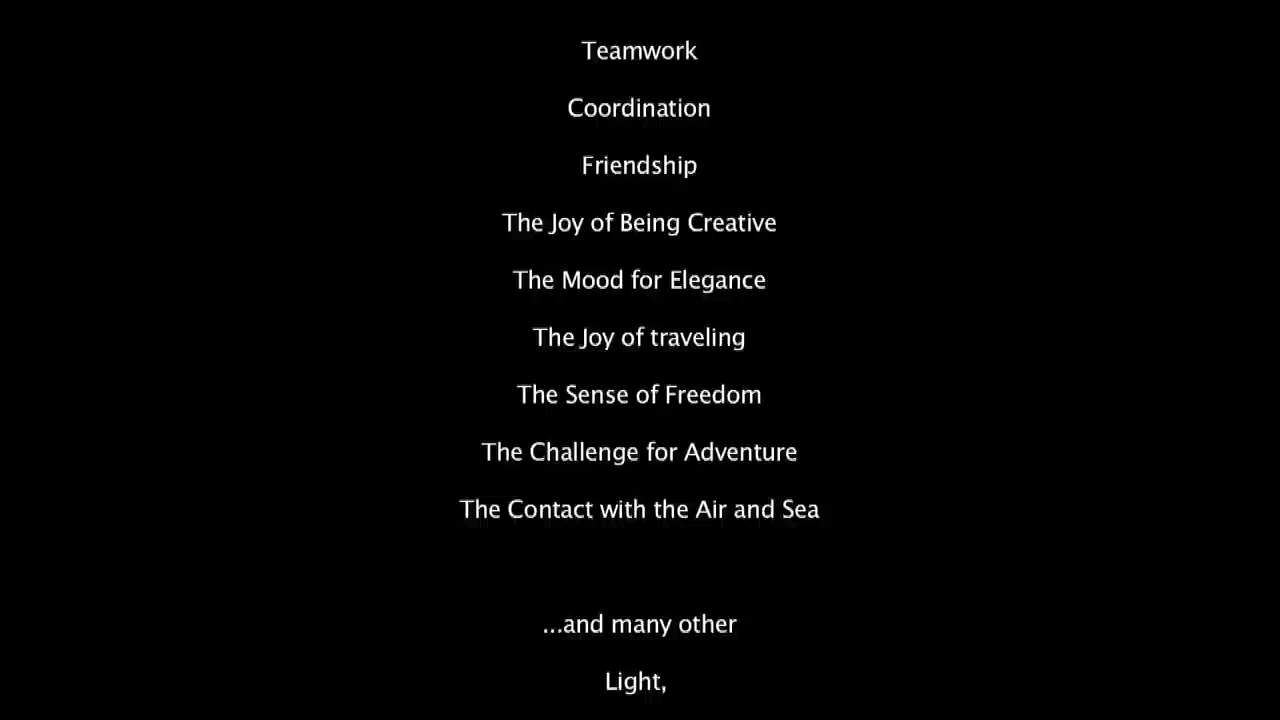 Teamwork
Coordination
Friendship
The Joy of Being Creative
The Mood for Elegance
The Joy of traveling
The Sense of Freedom
The Challenge for Adventure
The Contact with the Air and Sea
...and many other
Light,